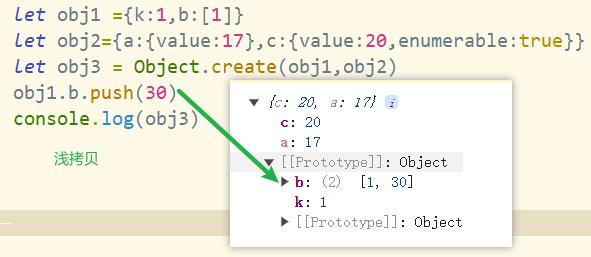 let obj1 ={k:1,b:[1]}
let obj2={a:{value:17},c:{value:20,enumerable:true}}
let obj3 = Object.create(obj1,obj2)
obj1.b.push(30)
console.log(obj3)
浅拷贝
▼ {c: 20, a: 17} i
c: 20
a: 17
▼ [[Prototype]]: Object
▶ b: (2) [1, 30]
k: 1
▶ [[Prototype]]: Object